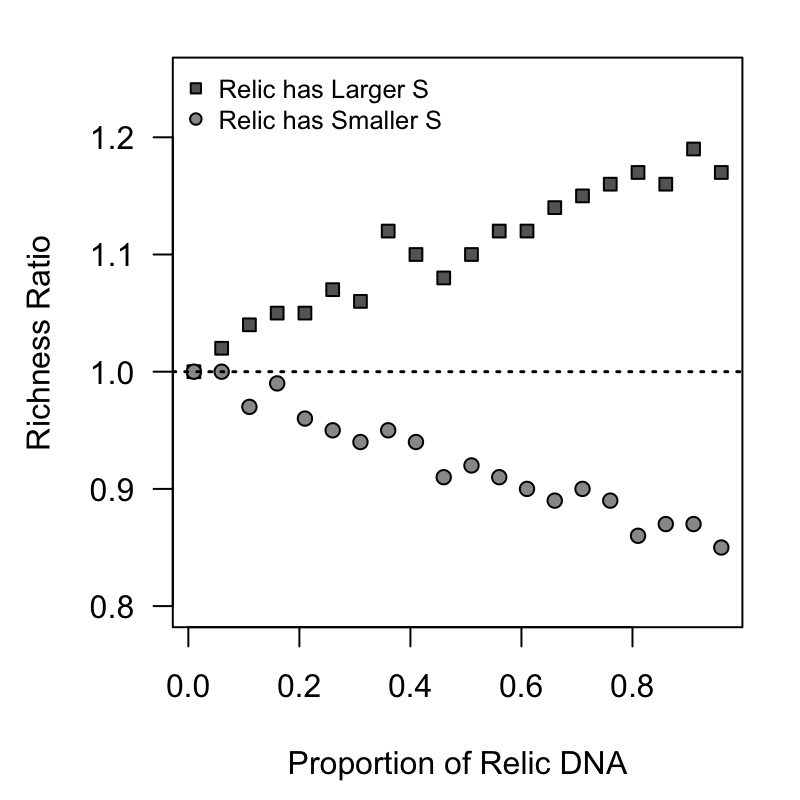 Relic has Larger S
Relic has Smaller S
1.2
1.1
1.0
0.9
0.8
Richness Ratio
0.0 0.2 0.4 0.6 0.8
Proportion of Relic DNA